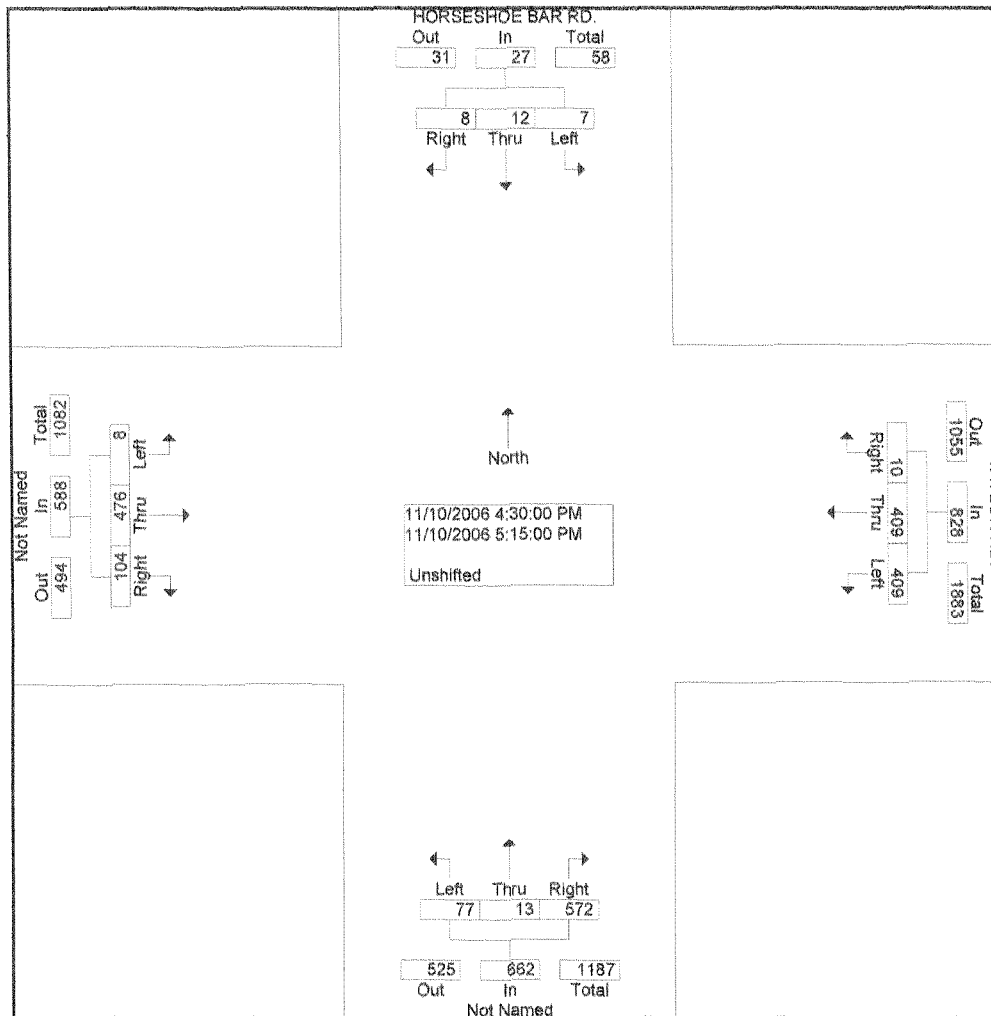 HORSESHOE BAR RD.
Out In Total
31 27 58
8 12 7
Right Thru Left
Total
1082
In
588
Out
494
Not Named
8
Left
476
Thru
104
Right
North
11/10/2006 4:30:00 PM
11/10/2006 5:15:00 PM
Unshifted
Right
10
Thru
409
Left
409
Out
1055
In
828
Total
1883
Left Thru Right
77 13 572
525 662 1187
Out In Total
Not Named